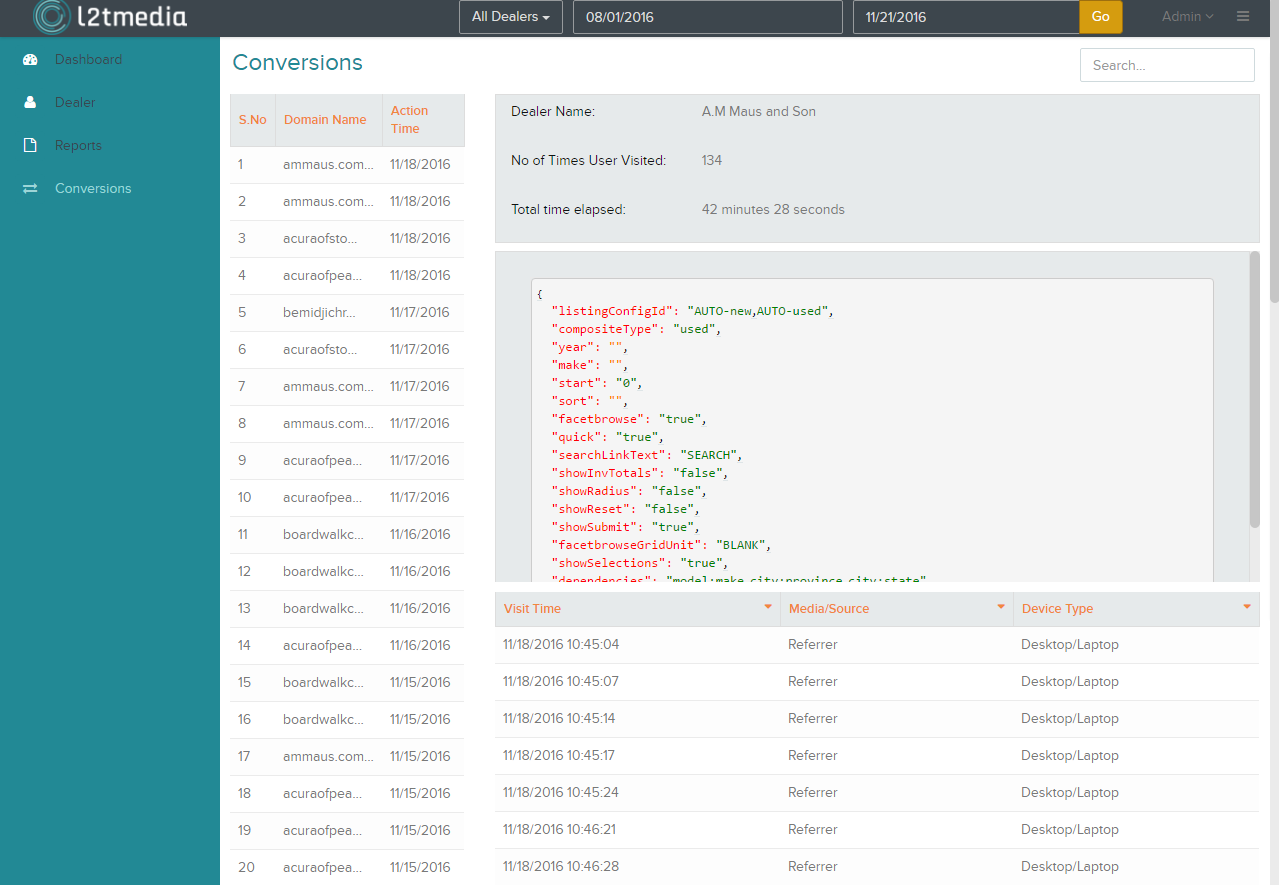 l2tmedia
All Dealers
08/01/2016
11/21/2016
Go
Admin
Dashboard
Dealer
Reports
Conversions
Conversions
Search...
S.No Domain Name Action Time
1 ammaus.com... 11/18/2016
2 ammaus.com... 11/18/2016
3 acuraofsto... 11/18/2016
4 acuraofpea... 11/18/2016
5 bemidjichr... 11/17/2016
6 acuraofsto... 11/17/2016
7 ammaus.com... 11/17/2016
8 ammaus.com... 11/17/2016
9 acuraofpea... 11/17/2016
10 acuraofpea... 11/17/2016
11 boardwalkc... 11/16/2016
12 boardwalkc... 11/16/2016
13 boardwalkc... 11/16/2016
14 acuraofpea... 11/16/2016
15 boardwalkc... 11/15/2016
16 boardwalkc... 11/15/2016
17 ammaus.com... 11/15/2016
18 acuraofpea... 11/15/2016
19 acuraofpea... 11/15/2016
20 acuraofpea... 11/15/2016
Dealer Name: A.M Maus and Son
No of Times User Visited: 134
Total time elapsed: 42 minutes 28 seconds
{
"listingConfigId": "AUTO-new,AUTO-used",
"compositeType": "used",
"year": "",
"make": "",
"start": "0",
"sort": "",
"facetbrowse": "true",
"quick": "true",
"searchLinkText": "SEARCH",
"showInvTotals": "false",
"showRadius": "false",
"showReset": "false",
"showSubmit": "true",
"facetbrowseGridUnit": "BLANK",
"showSelections": "true",
"dependencies": "model:make,city:province,city:state"
Visit Time Media/Source Device Type
11/18/2016 10:45:04 Referrer Desktop/Laptop
11/18/2016 10:45:07 Referrer Desktop/Laptop
11/18/2016 10:45:14 Referrer Desktop/Laptop
11/18/2016 10:45:17 Referrer Desktop/Laptop
11/18/2016 10:45:24 Referrer Desktop/Laptop
11/18/2016 10:46:21 Referrer Desktop/Laptop
11/18/2016 10:46:28 Referrer Desktop/Laptop